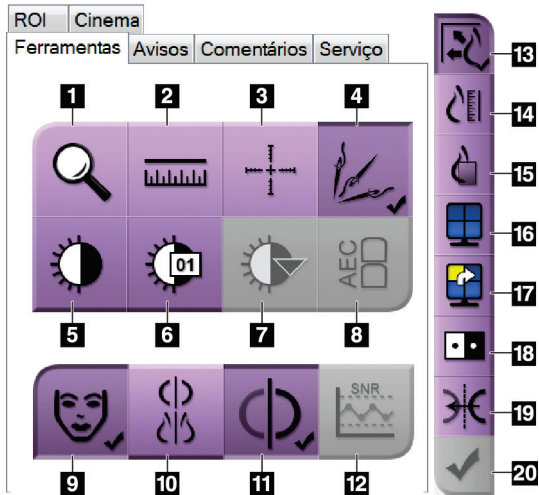 ROI Cinema
Ferramentas Avisos Comentários Serviço
1 2 3 4
01
AEC
5 6 7 8
SNR
9 10 11 12
13
14
15
16
17
18
19
20